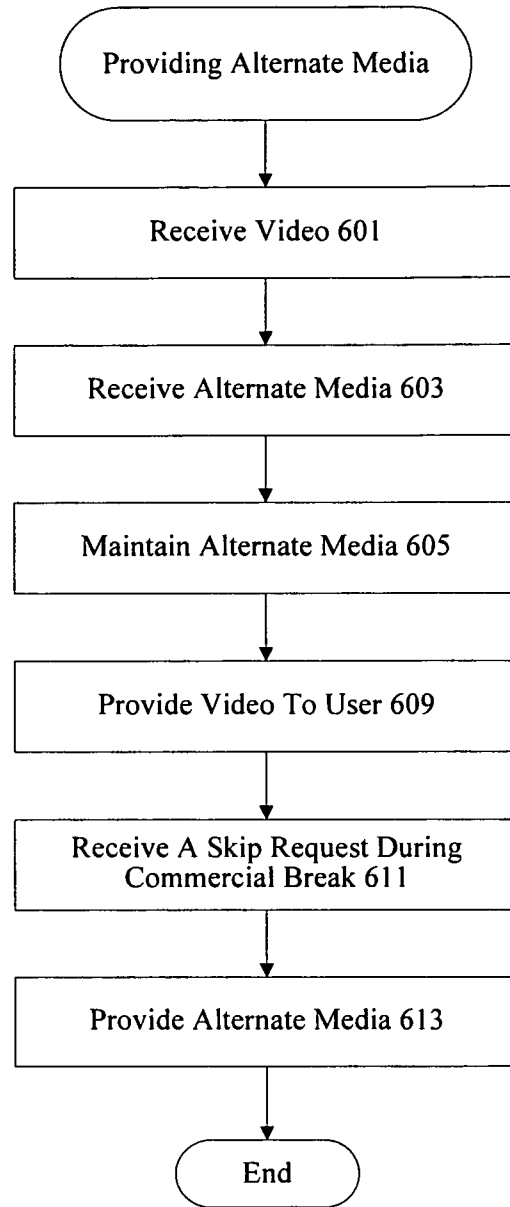 Providing Alternate Media
Receive Video 601
Receive Alternate Media 603
Maintain Alternate Media 605
Provide Video To User 609
Receive A Skip Request During
Commercial Break 611
Provide Alternate Media 613
End